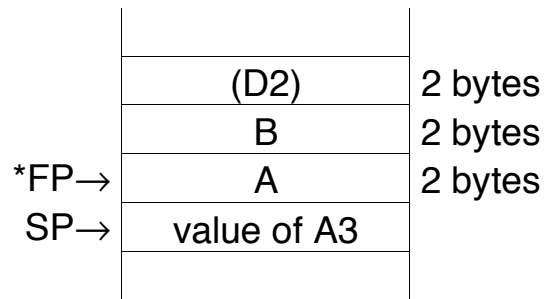 (D2) 2 bytes
B 2 bytes
*FP→ A 2 bytes
SP→ value of A3